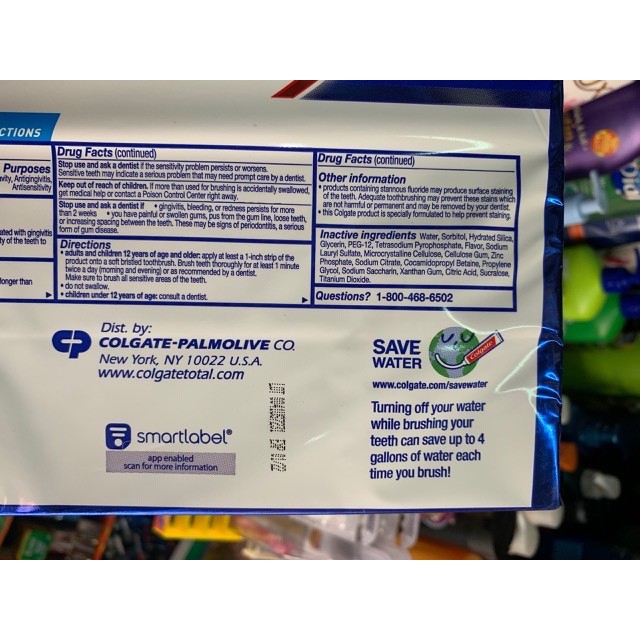 CTIONS
Purposes
vity, Antigingivitis,
Antisensitivity
ated with gingivitis
ty of the teeth to
longer than
Drug Facts (continued)
Stop use and ask a dentist if the sensitivity problem persists or worsens.
Sensitive teeth may indicate a serious problem that may need prompt care by a dentist.
Keep out of reach of children. If more than used for brushing is accidentally swallowed,
get medical help or contact a Poison Control Center right away.
Stop use and ask a dentist if • gingivitis, bleeding, or redness persists for more
than 2 weeks • you have painful or swollen gums, pus from the gum line, loose teeth,
or increasing spacing between the teeth. These may be signs of periodontitis, a serious
form of gum disease.
Directions
• adults and children 12 years of age and older: apply at least a 1-inch strip of the
product onto a soft bristled toothbrush. Brush teeth thoroughly for at least 1 minute
twice a day (morning and evening) or as recommended by a dentist.
Make sure to brush all sensitive areas of the teeth.
• do not swallow.
• children under 12 years of age: consult a dentist.
Drug Facts (continued)
Other information
• products containing stannous fluoride may produce surface staining
of the teeth. Adequate toothbrushing may prevent these stains which
are not harmful or permanent and may be removed by your dentist.
• this Colgate product is specially formulated to help prevent staining.
Inactive ingredients Water, Sorbitol, Hydrated Silica,
Glycerin, PEG-12, Tetrasodium Pyrophosphate, Flavor, Sodium
Lauryl Sulfate, Microcrystalline Cellulose, Cellulose Gum, Zinc
Phosphate, Sodium Citrate, Cocamidopropyl Betaine, Propylene
Glycol, Sodium Saccharin, Xanthan Gum, Citric Acid, Sucralose,
Titanium Dioxide.
Questions? 1-800-468-6502
CP
Dist. by:
COLGATE-PALMOLIVE CO.
New York, NY 10022 U.S.A.
www.colgatetotal.com
smartlabel®
app enabled
scan for more information
SAVE
WATER
Colgate
www.colgate.com/savewater
Turning off your water
while brushing your
teeth can save up to 4
gallons of water each
time you brush!